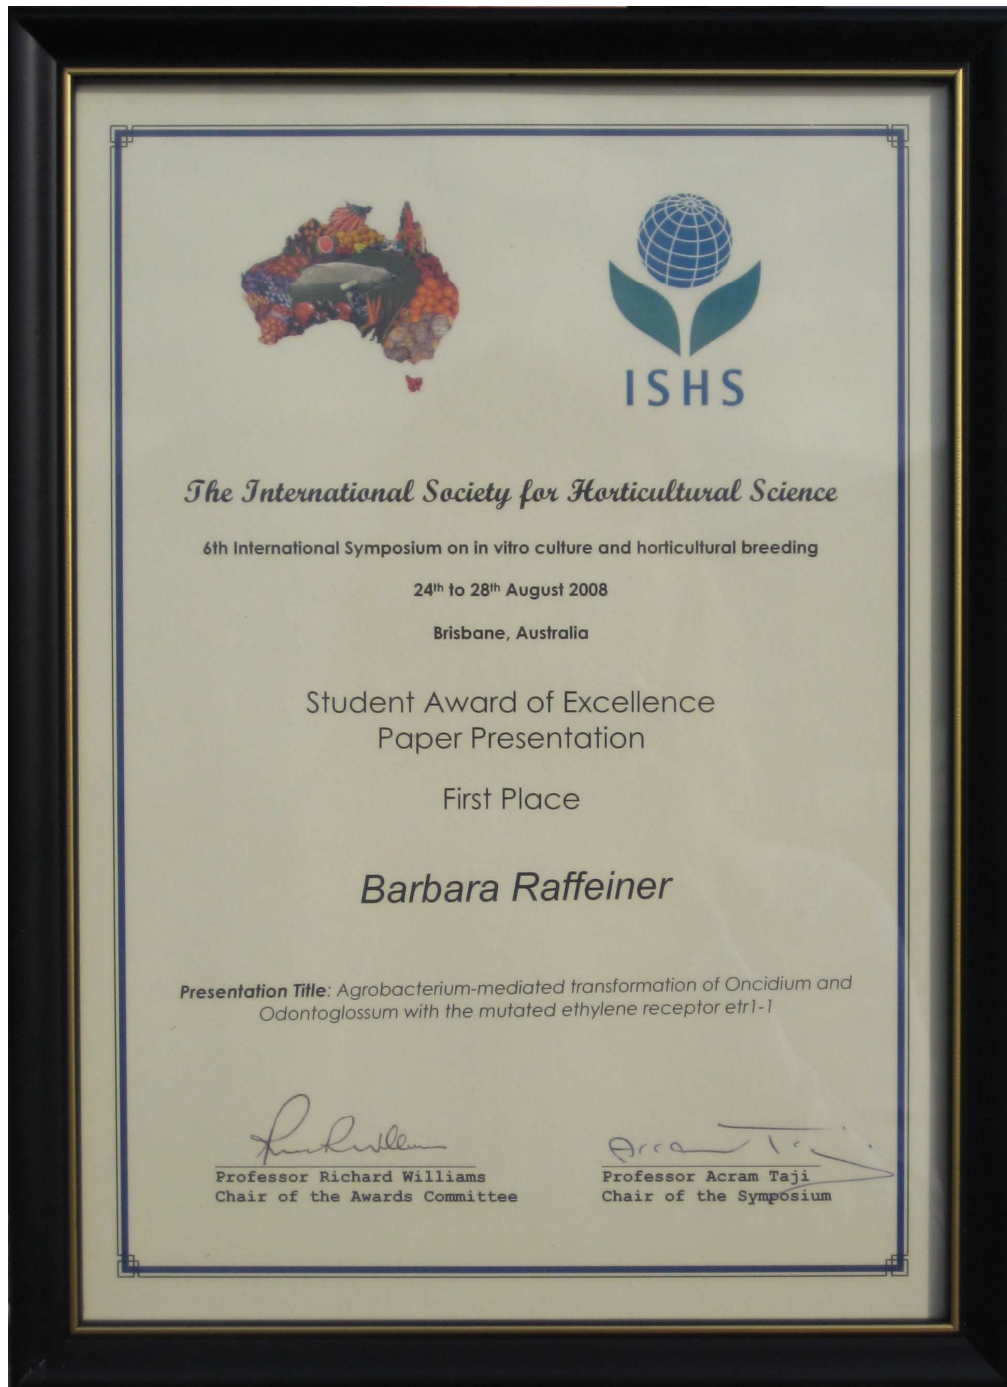 ISHS
The International Society for Horticultural Science
6th International Symposium on in vitro culture and horticultural breeding
24th to 28th August 2008
Brisbane, Australia
Student Award of Excellence
Paper Presentation
First Place
Barbara Raffeiner
Presentation Title: Agrobacterium-mediated transformation of Oncidium and
Odontoglossum with the mutated ethylene receptor etr1-1
Acram Taji
Professor Richard Williams
Chair of the Awards Committee
Professor Acram Taji
Chair of the Symposium